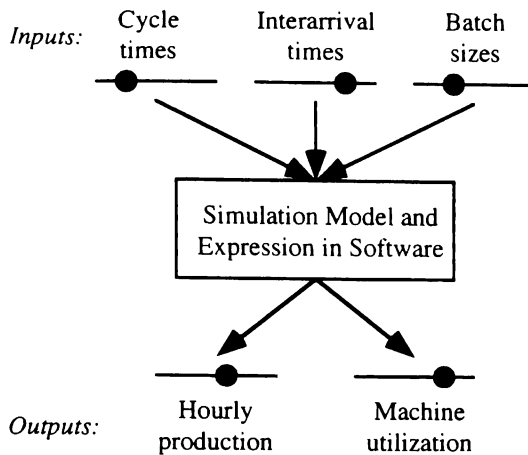 Inputs:
Cycle
times
Interarrival
times
Batch
sizes
Simulation Model and
Expression in Software
Outputs:
Hourly
production
Machine
utilization